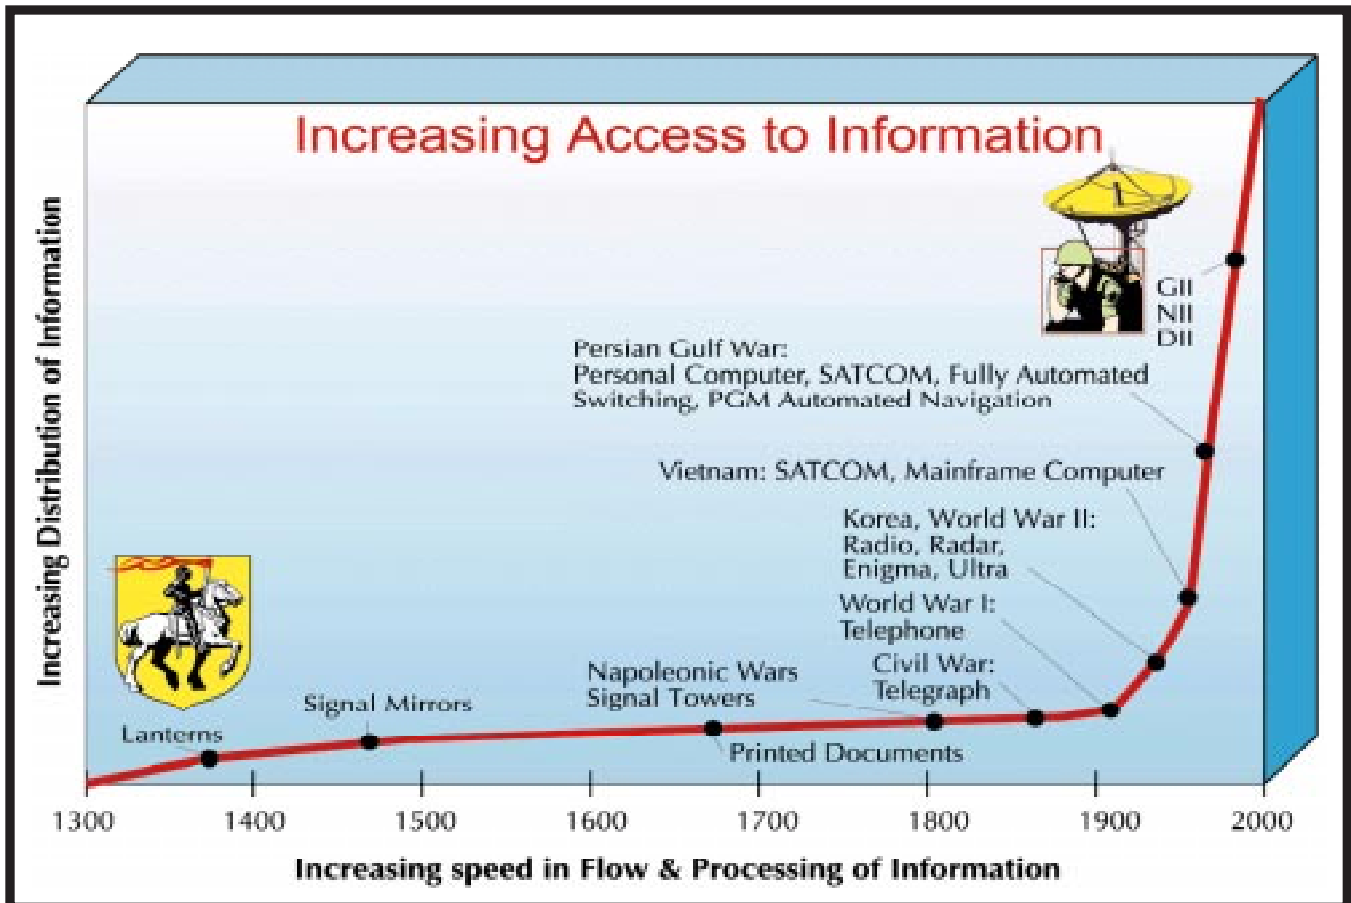 Increasing Access to Information
Increasing Distribution of Information
GII
NII
DII
Persian Gulf War:
Personal Computer, SATCOM, Fully Automated
Switching, PGM Automated Navigation
Vietnam: SATCOM, Mainframe Computer
Korea, World War II:
Radio, Radar,
Enigma, Ultra
World War I:
Telephone
Civil War:
Telegraph
Napoleonic Wars
Signal Towers
Signal Mirrors
Lanterns
Printed Documents
1300 1400 1500 1600 1700 1800 1900 2000
Increasing speed in Flow & Processing of Information